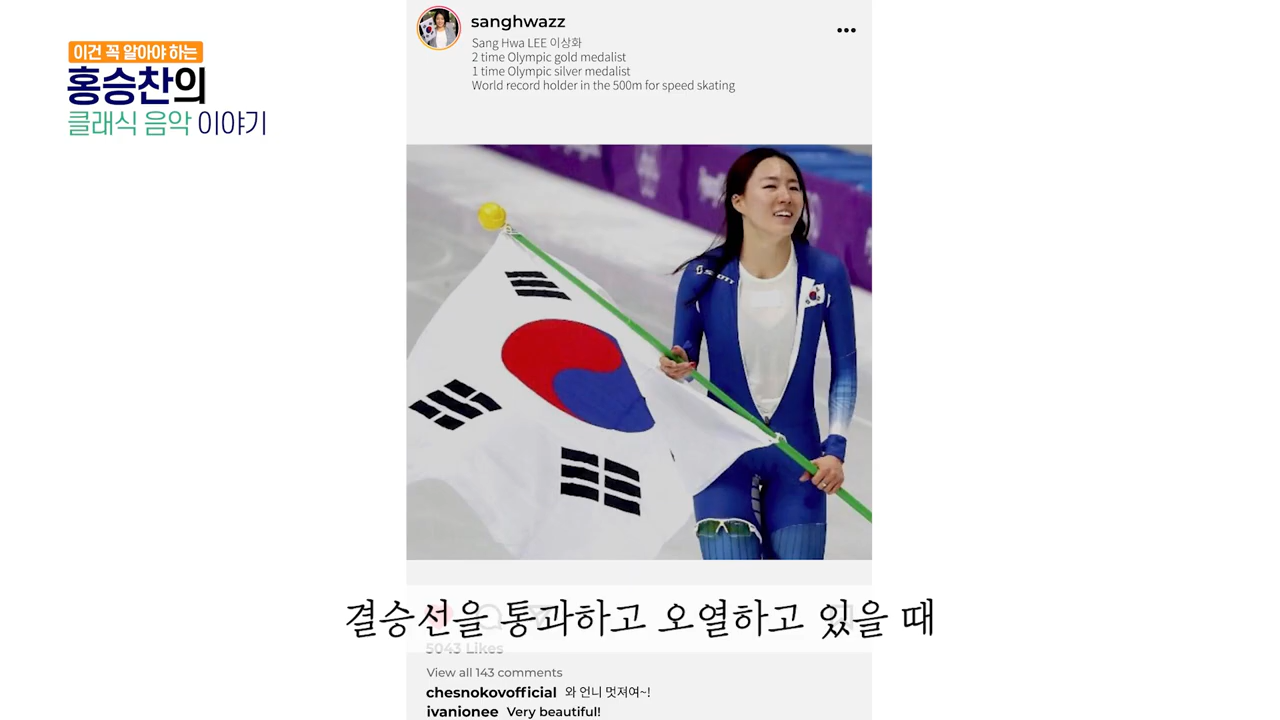 이건 꼭 알아야 하는
홍승찬의
클래식 음악 이야기
sanghwazz
Sang Hwa LEE 이상화
2 time Olympic gold medalist
1 time Olympic silver medalist
World record holder in the 500m for speed skating
SCOTT
결승선을 통과하고 오열하고 있을 때
5043 Likes
View all 143 comments
chesnokovofficial 와 언니 멋져여~!
ivanionee Very beautiful!